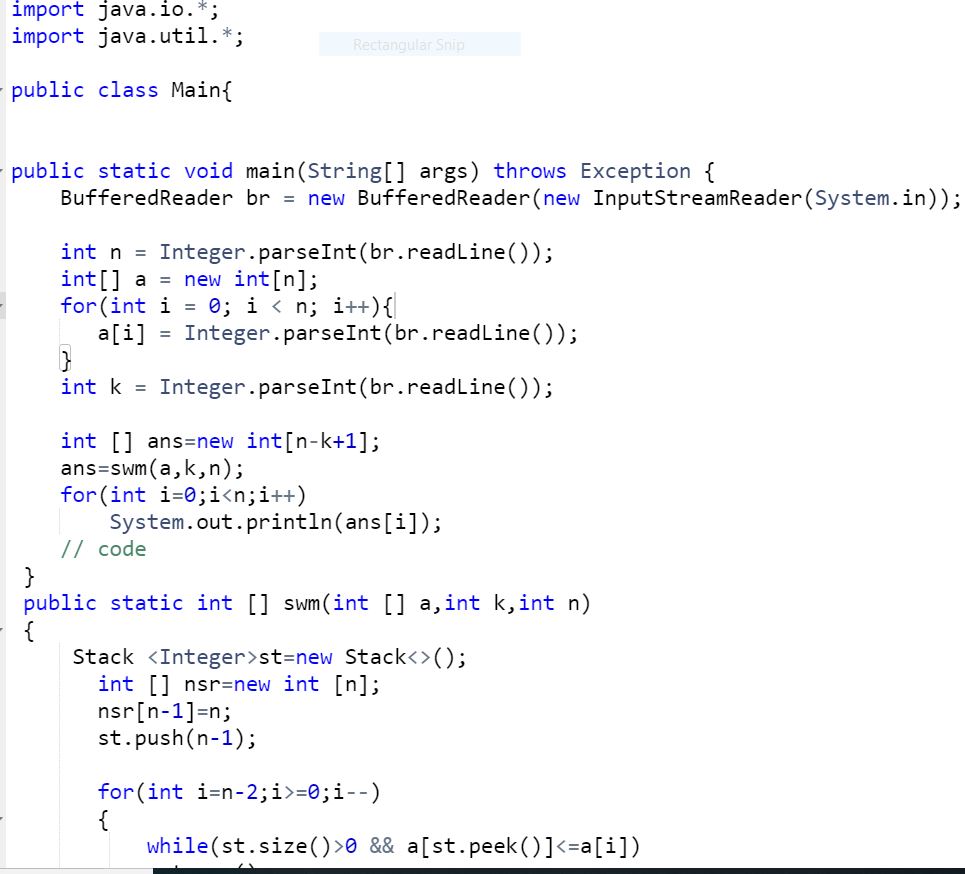 import java.io.*;
import java.util.*;
Rectangular Snip
public class Main{
public static void main(String[] args) throws Exception {
BufferedReader br = new BufferedReader(new InputStreamReader(System.in));
int n = Integer.parseInt(br.readLine());
int[] a = new int[n];
for(int i = 0; i < n; i++){
a[i] = Integer.parseInt(br.readLine());
}
int k = Integer.parseInt(br.readLine());
int [] ans=new int[n-k+1];
ans=swm(a,k,n);
for(int i=0;i<n;i++)
System.out.println(ans[i]);
// code
}
public static int [] swm(int [] a,int k,int n)
{
Stack <Integer>st=new Stack<>();
int [] nsr=new int [n];
nsr[n-1]=n;
st.push(n-1);
for(int i=n-2;i>=0;i--)
{
while(st.size()>0 && a[st.peek()]<=a[i])